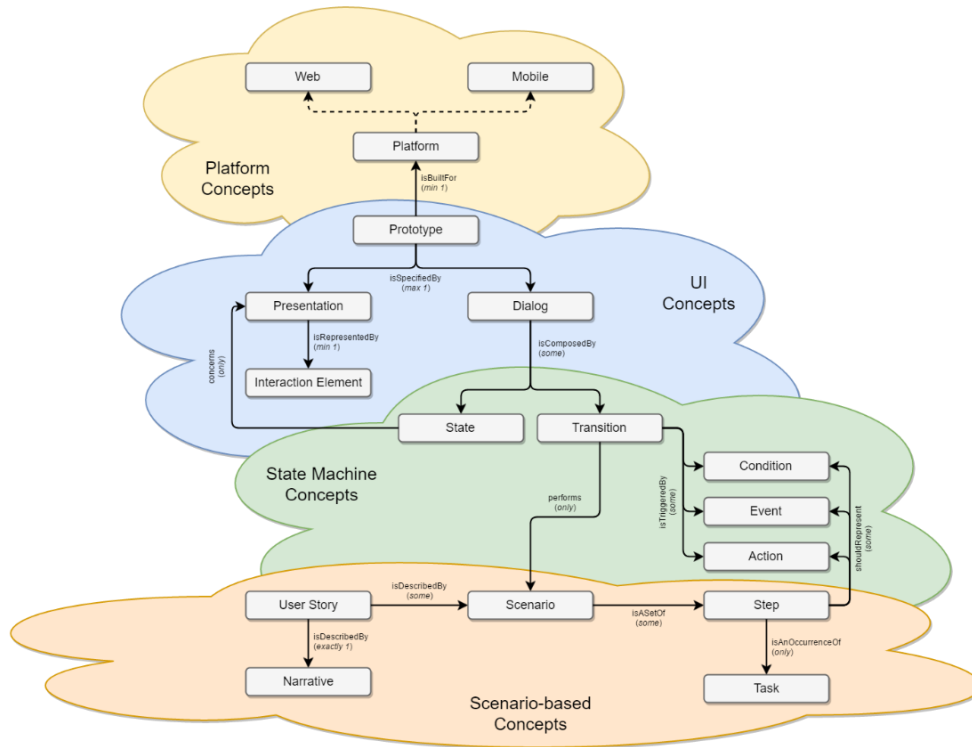 Web
Mobile
Platform
Platform
Concepts
isBuiltFor
(min 1)
Prototype
isSpecifiedBy
(max 1)
UI
Concepts
Presentation
Dialog
isRepresentedBy
(min 1)
isComposedBy
(some)
concerns
(only)
Interaction Element
State
Transition
State Machine
Concepts
Condition
performs
(only)
isTriggeredBy
(some)
Event
shouldRepresent
(some)
Action
User Story
isDescribedBy
(some)
Scenario
isASetOf
(some)
Step
isDescribedBy
(exactly 1)
isAnOccurrenceOf
(only)
Narrative
Task
Scenario-based
Concepts